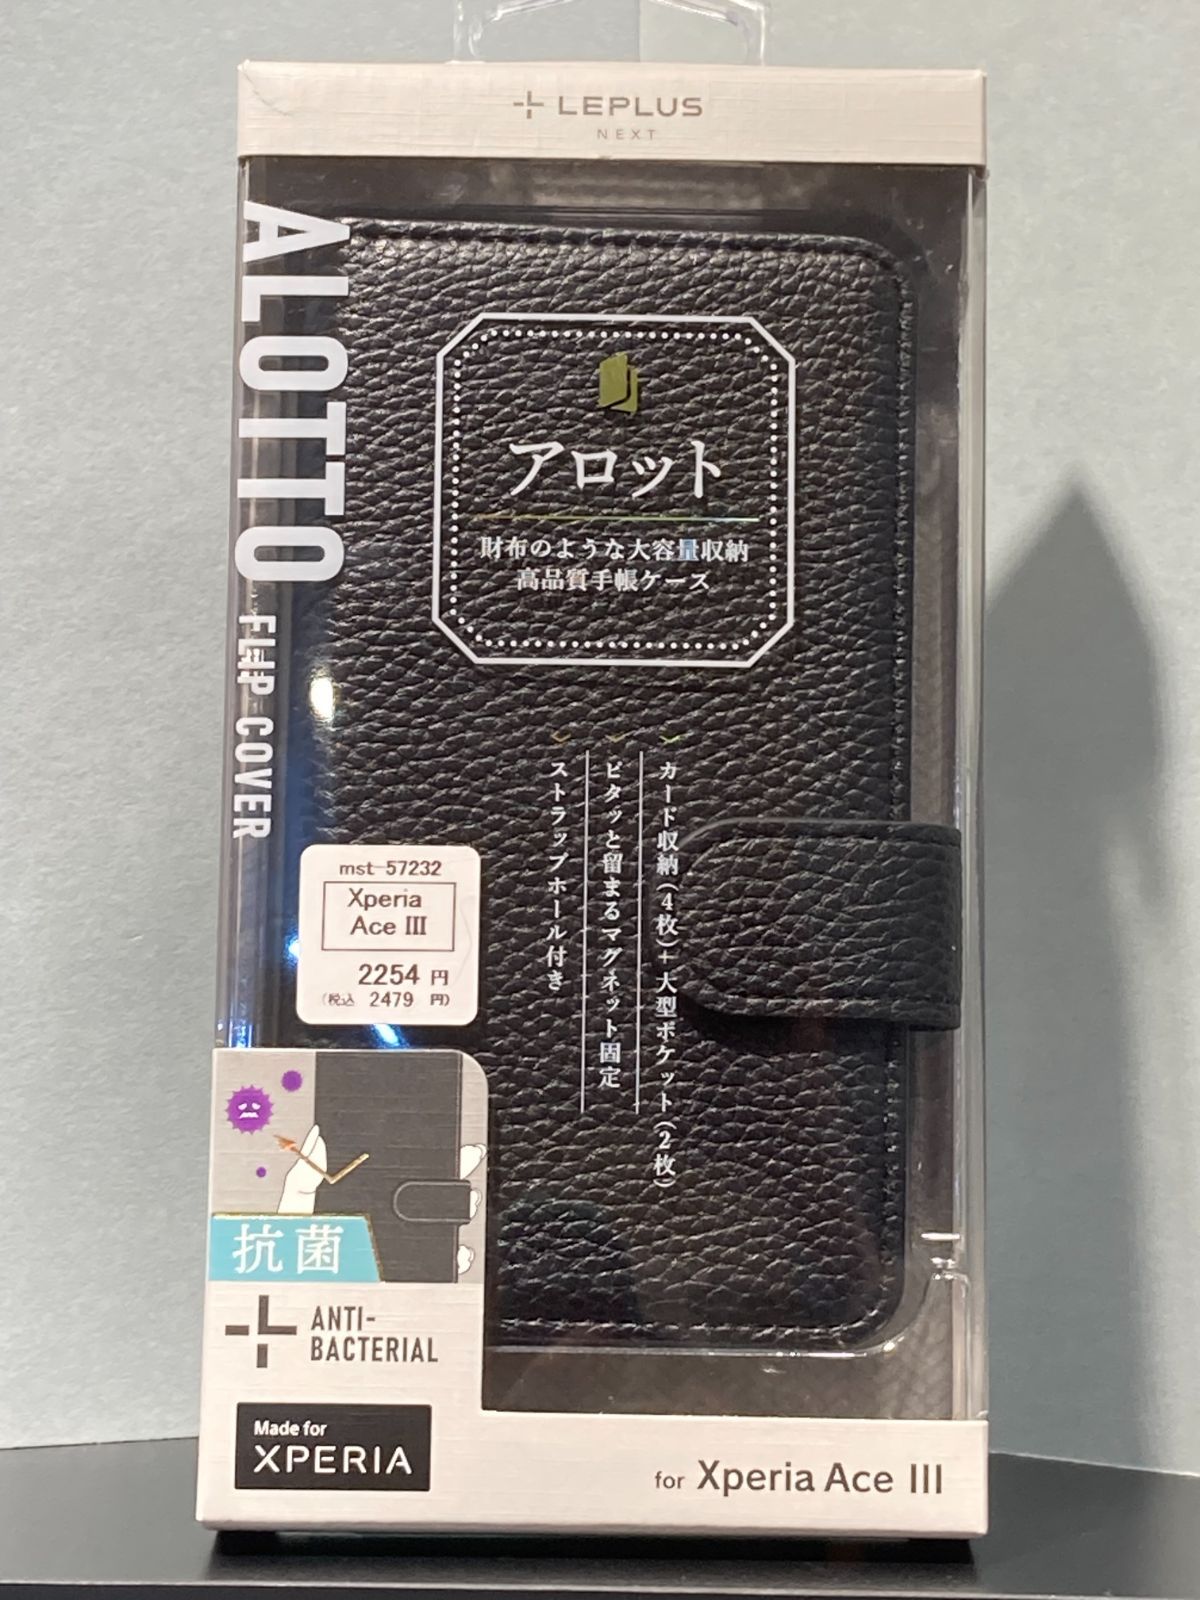 LEPLUS
NEXT
ALOTTO FLIP COVER
アロット
財布のような大容量収納
高品質手帳ケース
カード収納(4枚)+大型ポケット(2枚)
ピタッと留まるマグネット固定
ストラップホール付き
mst-57232
Xperia
Ace III
2254 円
(税込 2479 円)
抗菌
ANTI-
BACTERIAL
Made for
XPERIA
for Xperia Ace III